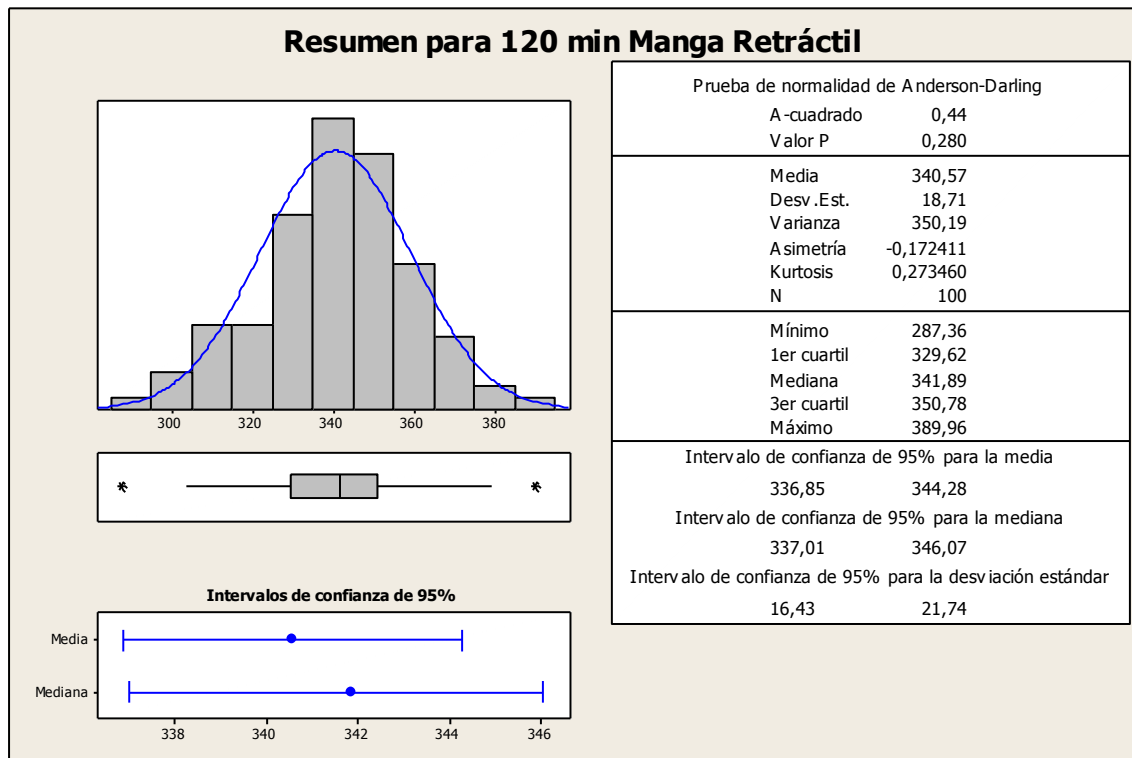 Resumen para 120 min Manga Retráctil
300 320 340 360 380
Intervalos de confianza de 95%
Media
Mediana
338 340 342 344 346
Prueba de normalidad de Anderson-Darling
A-cuadrado 0,44
Valor P 0,280
Media 340,57
Desv.Est. 18,71
Varianza 350,19
Asimetría -0,172411
Kurtosis 0,273460
N 100
Mínimo 287,36
1er cuartil 329,62
Mediana 341,89
3er cuartil 350,78
Máximo 389,96
Intervalo de confianza de 95% para la media
336,85 344,28
Intervalo de confianza de 95% para la mediana
337,01 346,07
Intervalo de confianza de 95% para la desviación estándar
16,43 21,74